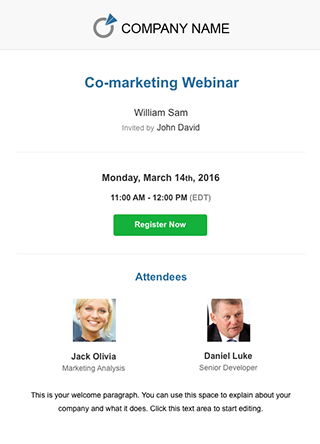 COMPANY NAME
Co-marketing Webinar
William Sam
Invited by John David
Monday, March 14th, 2016
11:00 AM - 12:00 PM (EDT)
Register Now
Attendees
Jack Olivia
Daniel Luke
Marketing Analysis
Senior Developer
This is your welcome paragraph. You can use this space to explain about your
company and what it does. Click this text area to start editing.